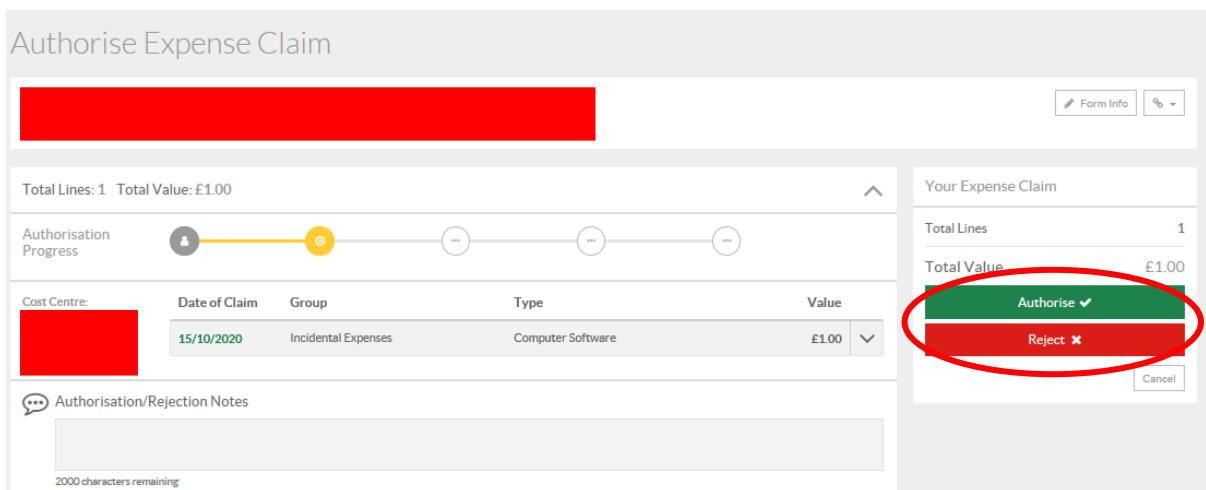 Authorise Expense Claim
Form Info
Total Lines: 1 Total Value: £1.00
Authorisation
Progress
Cost Centre:
Date of Claim Group Type Value
15/10/2020 Incidental Expenses Computer Software £1.00
Authorisation/Rejection Notes
2000 characters remaining
Your Expense Claim
Total Lines 1
Total Value £1.00
Authorise
Reject
Cancel